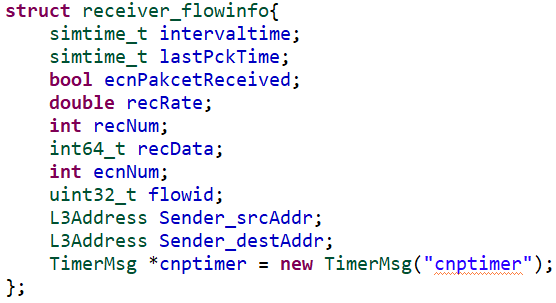 struct receiver_flowinfo{
    simtime_t intervaltime;
    simtime_t lastPckTime;
    bool ecnPakcetReceived;
    double recRate;
    int recNum;
    int64_t recData;
    int ecnNum;
    uint32_t flowid;
    L3Address Sender_srcAddr;
    L3Address Sender_destAddr;
    TimerMsg *cnptimer = new TimerMsg("cnptimer");
};